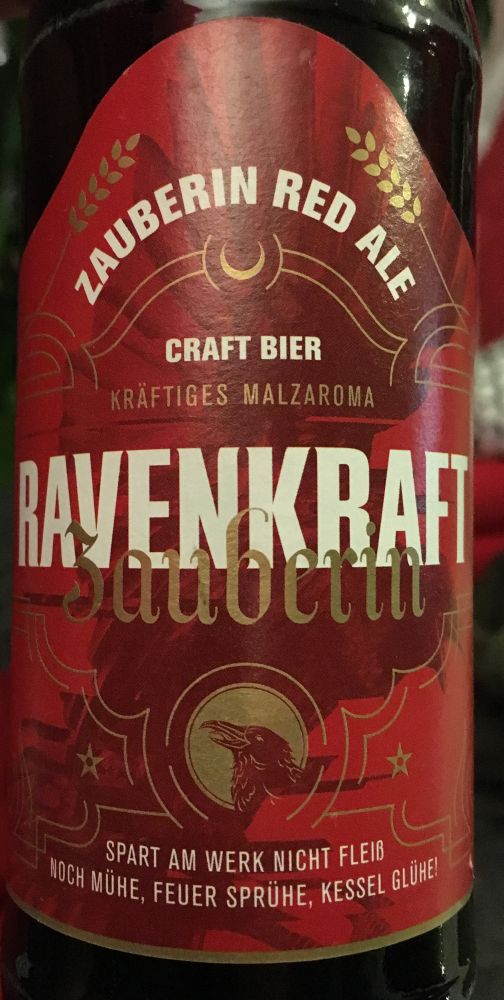 ZAUBERIN RED ALE
CRAFT BIER
KRÄFTIGES MALZAROMA
RAVENKRAFT
Zauberin
SPART AM WERK NICHT FLEIß
NOCH MÜHE, FEUER SPRÜHE, KESSEL GLÜHE!